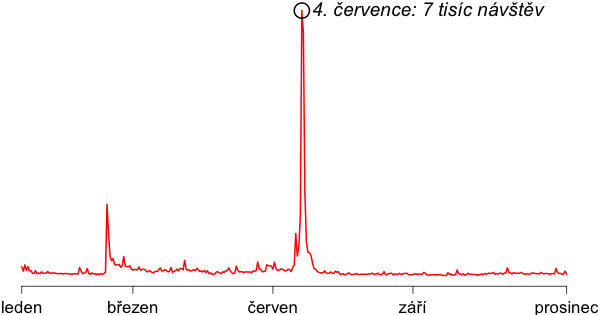 4. července: 7 tisíc návštěv
leden březen červen září prosinec